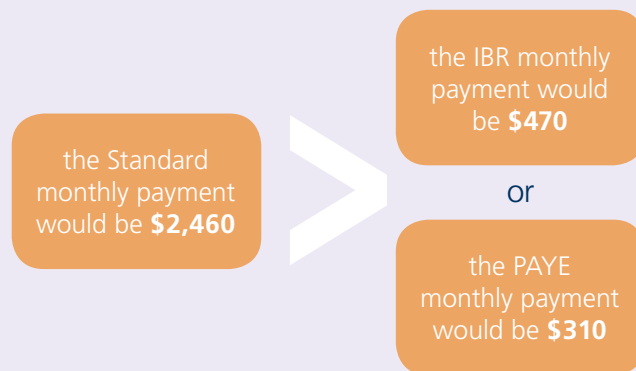 the Standard
monthly payment
would be $2,460
>
the IBR monthly
payment would
be $470
or
the PAYE
monthly payment
would be $310